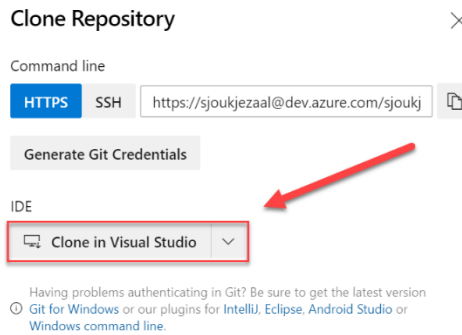 Clone Repository
Command line
HTTPS SSH https://sjoukjezaal@dev.azure.com/sjoukj
Generate Git Credentials
IDE
Clone in Visual Studio
Having problems authenticating in Git? Be sure to get the latest version
Git for Windows or our plugins for IntelliJ, Eclipse, Android Studio or
Windows command line.